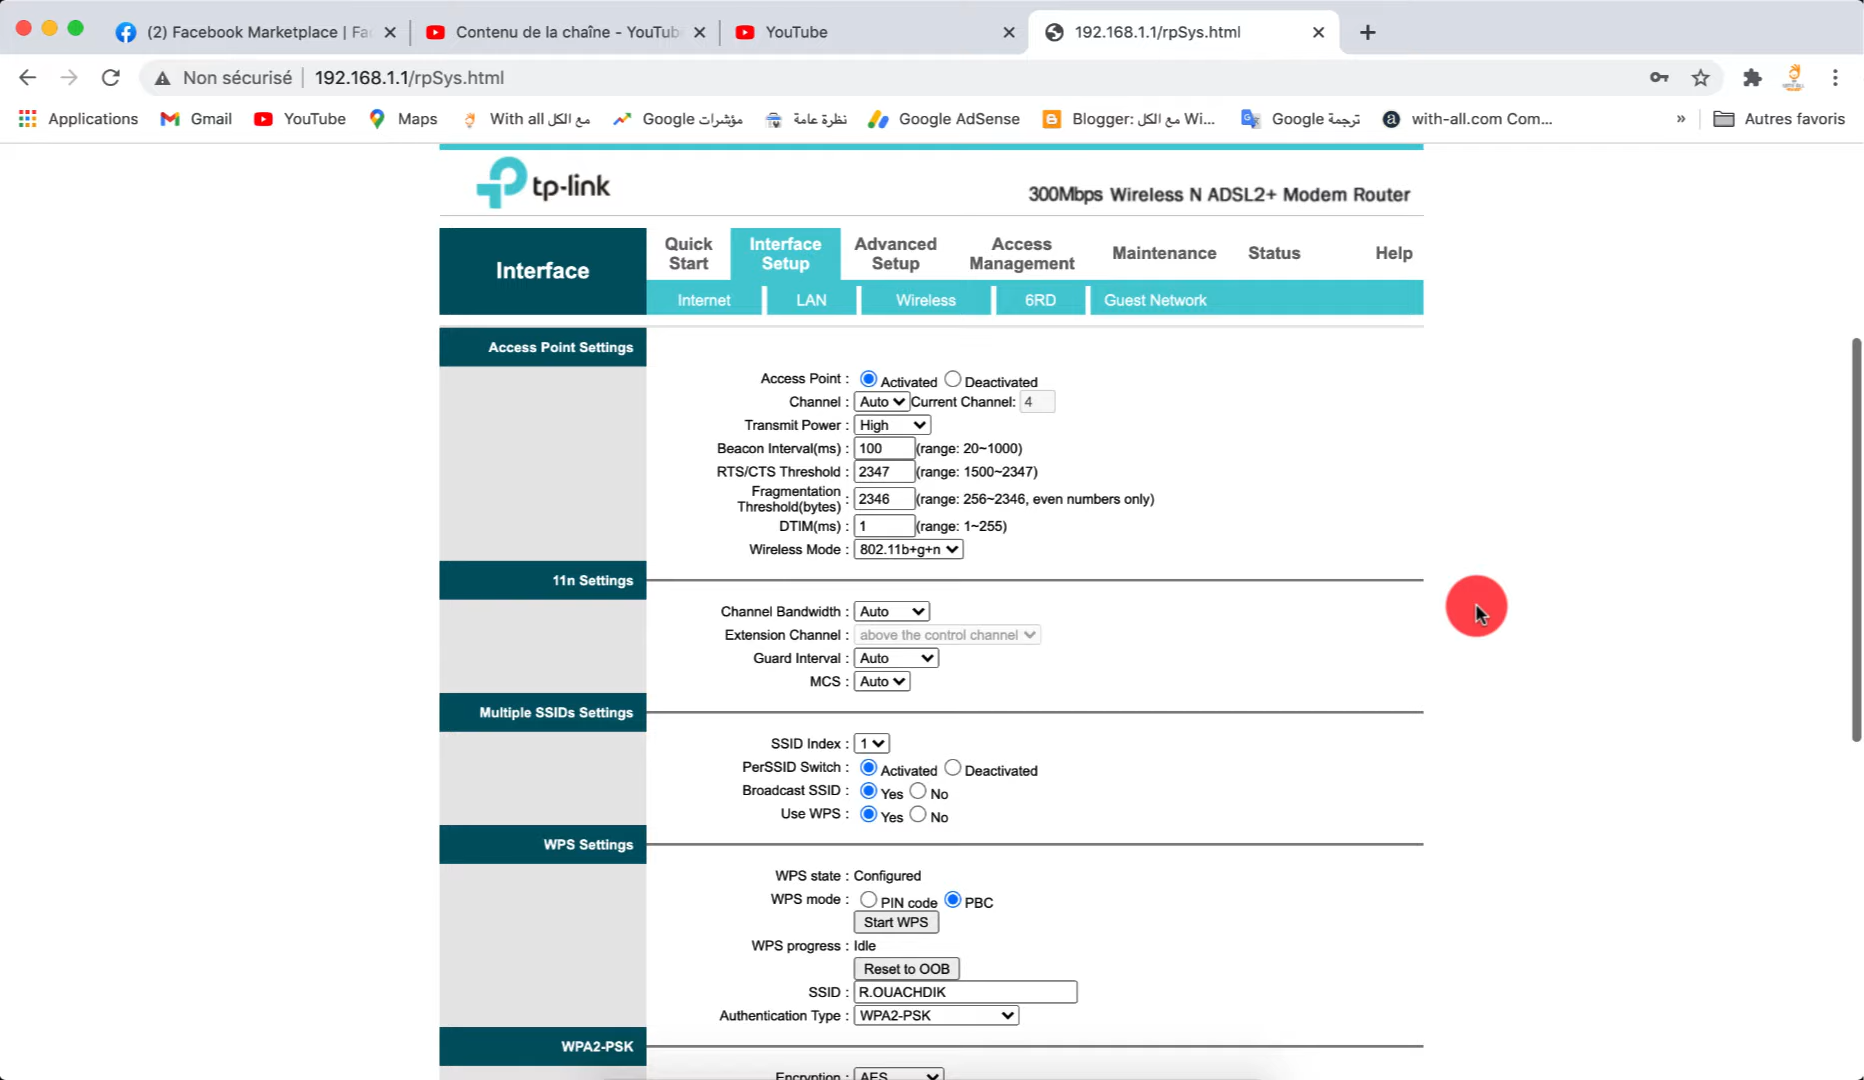 (2) Facebook Marketplace | Fa
Contenu de la chaîne - YouTub
YouTube
192.168.1.1/rpSys.html
Non sécurisé
192.168.1.1/rpSys.html
Applications
Gmail
YouTube
Maps
With all مع الكل
مؤشرات Google
نظرة عامة
Google AdSense
Blogger: مع الكل Wi...
ترجمة Google
with-all.com Com...
»
Autres favoris
tp-link
300Mbps Wireless N ADSL2+ Modem Router
Interface
Quick Start
Interface Setup
Advanced Setup
Access Management
Maintenance
Status
Help
Internet
LAN
Wireless
6RD
Guest Network
Access Point Settings
Access Point : Activated Deactivated
Channel : Auto Current Channel: 4
Transmit Power : High
Beacon Interval(ms) : 100 (range: 20~1000)
RTS/CTS Threshold : 2347 (range: 1500~2347)
Fragmentation Threshold(bytes) : 2346 (range: 256~2346, even numbers only)
DTIM(ms) : 1 (range: 1~255)
Wireless Mode : 802.11b+g+n
11n Settings
Channel Bandwidth : Auto
Extension Channel : above the control channel
Guard Interval : Auto
MCS : Auto
Multiple SSIDs Settings
SSID Index : 1
PerSSID Switch : Activated Deactivated
Broadcast SSID : Yes No
Use WPS : Yes No
WPS Settings
WPS state : Configured
WPS mode : PIN code PBC
Start WPS
WPS progress : Idle
Reset to OOB
SSID : R.OUACHDIK
Authentication Type : WPA2-PSK
WPA2-PSK
Encryption : AES